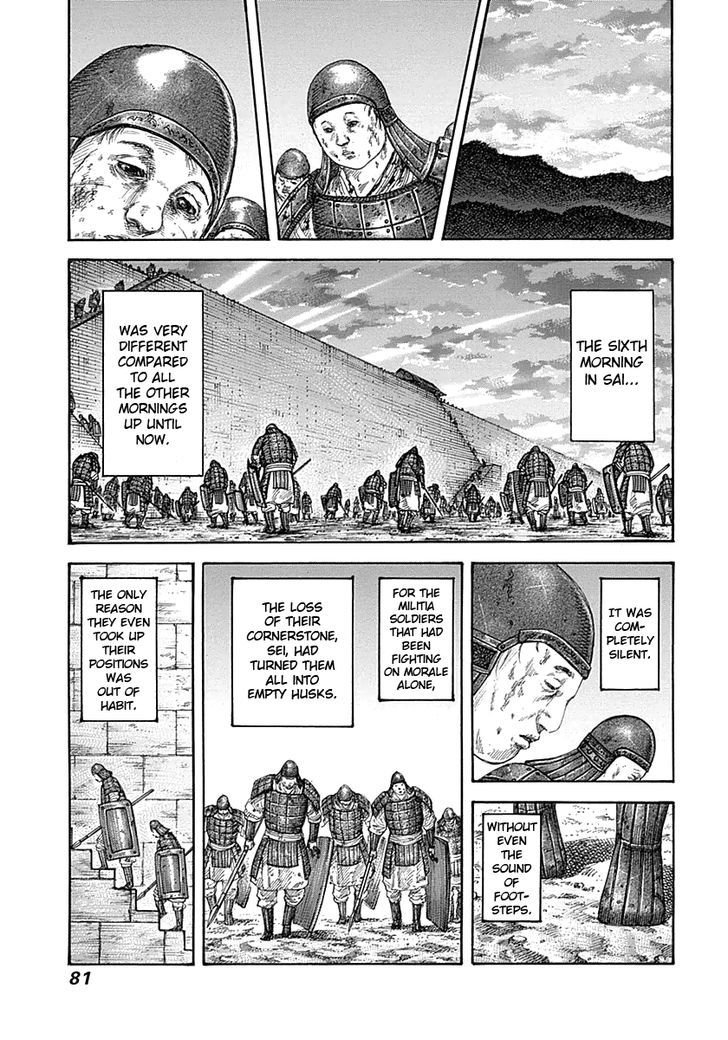 THE SIXTH
MORNING
IN SAI...
WAS VERY
DIFFERENT
COMPARED
TO ALL
THE OTHER
MORNINGS
UP UNTIL
NOW.
IT WAS
COM-
PLETELY
SILENT.
WITHOUT
EVEN
THE
SOUND
OF
FOOT-
STEPS.
FOR THE
MILITIA
SOLDIERS
THAT HAD
BEEN
FIGHTING
ON MORALE
ALONE,
THE LOSS
OF THEIR
CORNERSTONE,
SEI, HAD
TURNED THEM
ALL INTO
EMPTY HUSKS.
THE ONLY
REASON
THEY EVEN
TOOK UP
THEIR
POSITIONS
WAS
OUT OF
HABIT.
81